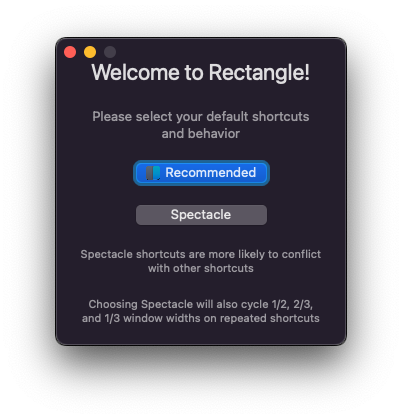 Welcome to Rectangle!
Please select your default shortcuts
and behavior
Recommended
Spectacle
Spectacle shortcuts are more likely to conflict
with other shortcuts
Choosing Spectacle will also cycle 1/2, 2/3,
and 1/3 window widths on repeated shortcuts